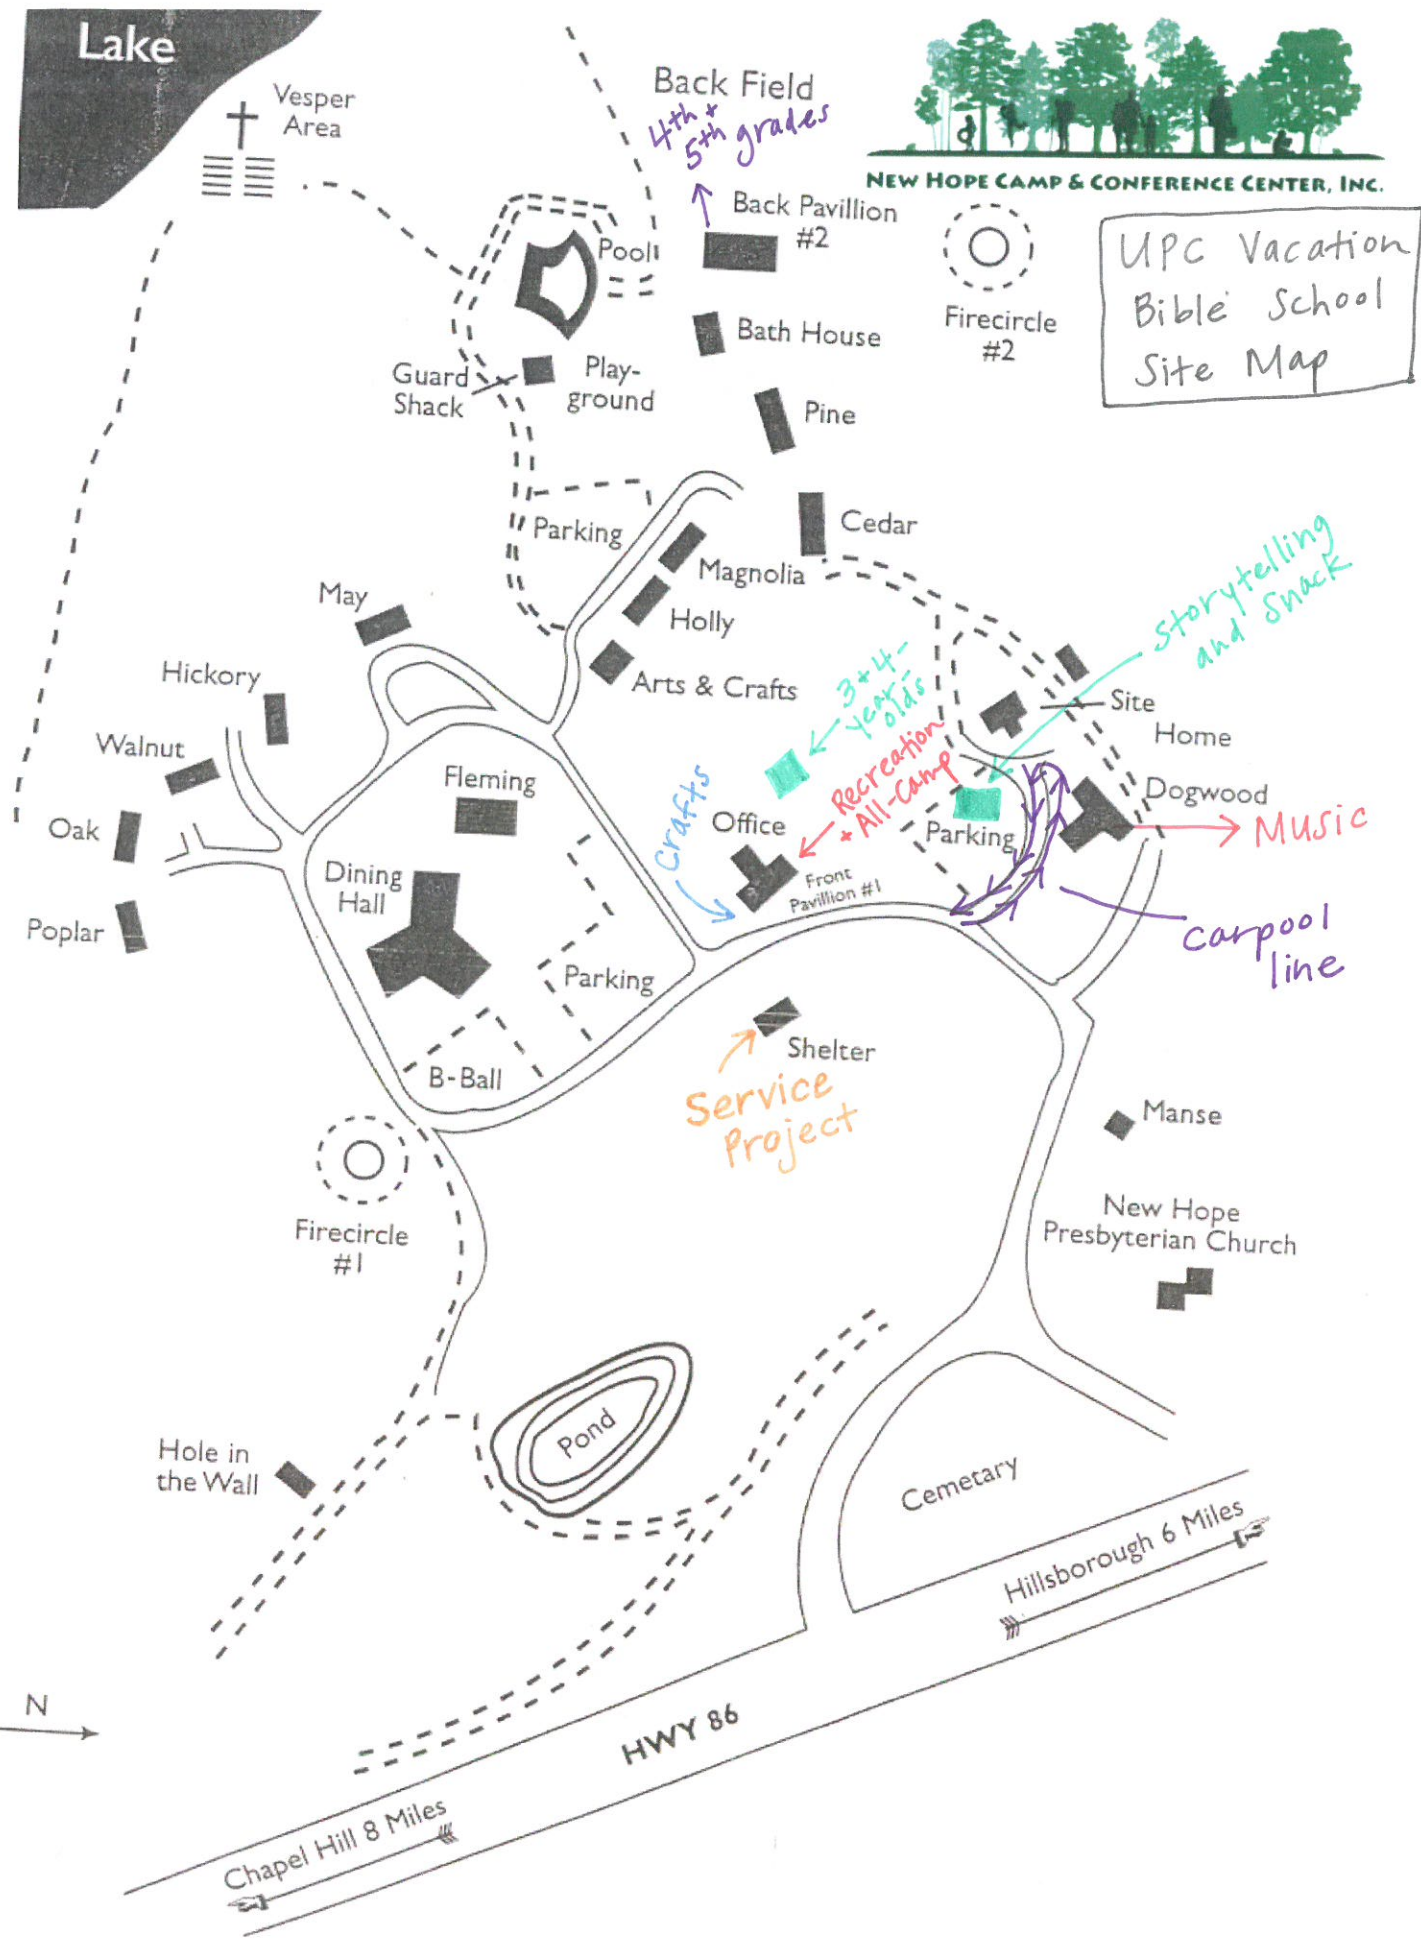 Lake
Vesper
Area
Back Field
4th +
5th grades
NEW HOPE CAMP & CONFERENCE CENTER, INC.
Back Pavillion
#2
UPC Vacation
Bible School
Site Map
Pool
Firecircle
#2
Bath House
Guard
Shack
Play-
ground
Pine
Parking
Cedar
Magnolia
Storytelling
and Snack
May
Holly
Hickory
Arts & Crafts
3 + 4-
year-
olds
Site
Home
Walnut
Fleming
Crafts
Recreation
+ All-Camp
Dogwood
Music
Oak
Office
Parking
Dining
Hall
Front
Pavillion #1
Poplar
Carpool
line
Parking
Shelter
B-Ball
Service
Project
Manse
Firecircle
#1
New Hope
Presbyterian Church
Pond
Hole in
the Wall
Cemetary
Hillsborough 6 Miles
N
HWY 86
Chapel Hill 8 Miles